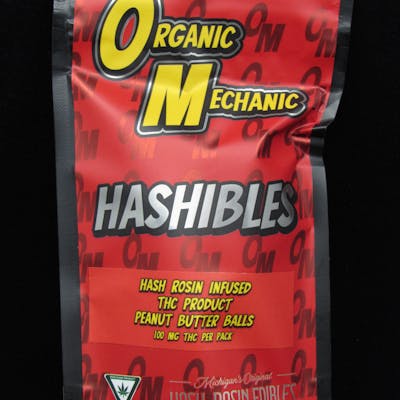 ORGANIC
MECHANIC
HASHIBLES
HASH ROSIN INFUSED
THC PRODUCT
PEANUT BUTTER BALLS
100 MG THC PER PACK
Michigan's Original
HASH ROSIN EDIBLES